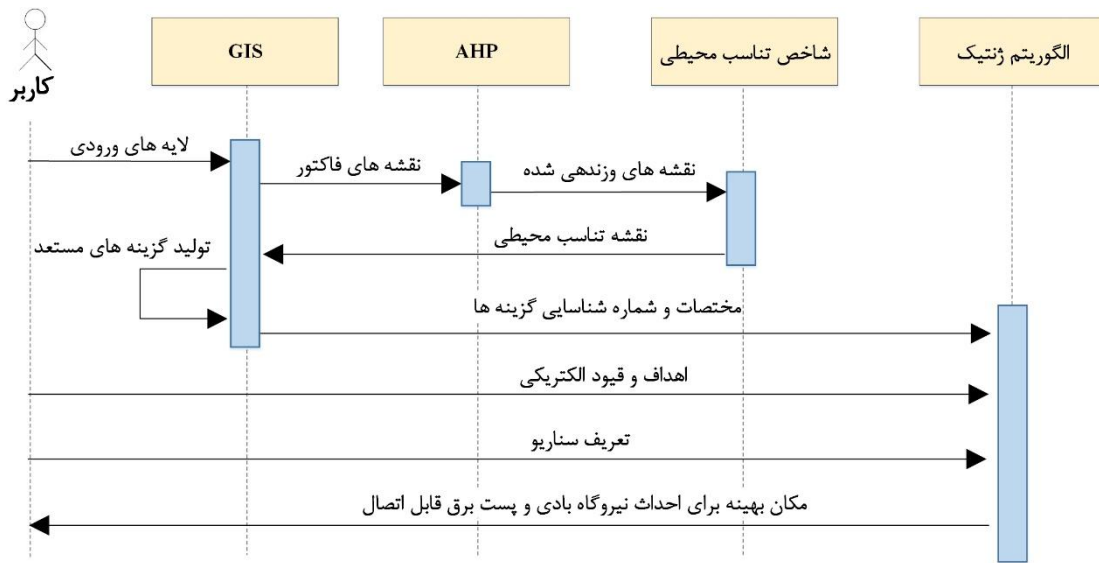 کاربر
GIS
AHP
شاخص تناسب محیطی
الگوریتم ژنتیک
لایه های ورودی
نقشه های فاکتور
نقشه های وزندهی شده
نقشه تناسب محیطی
تولید گزینه های مستعد
مختصات و شماره شناسایی گزینه ها
اهداف و قیود الکتریکی
تعریف سناریو
مکان بهینه برای احداث نیروگاه بادی و پست برق قابل اتصال